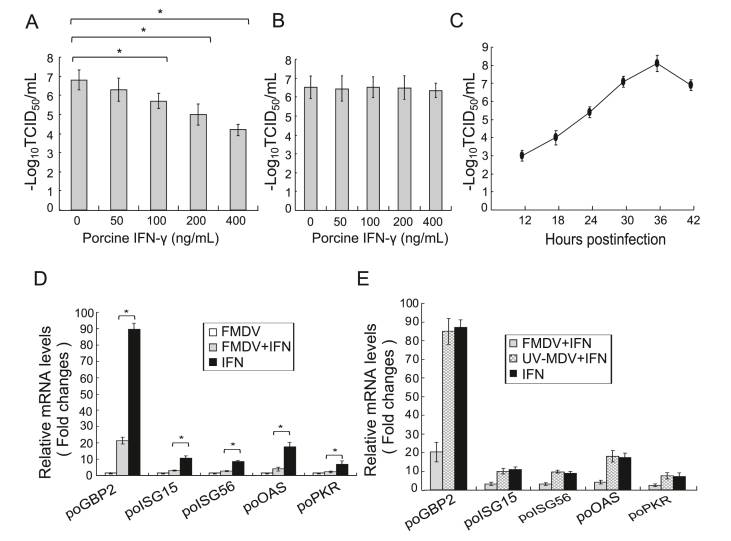 A
*
*
*
-Log10TCID50/mL
8
7
6
5
4
3
2
1
0
0 50 100 200 400
Porcine IFN-γ (ng/mL)
B
-Log10TCID50/mL
8
7
6
5
4
3
2
1
0
0 50 100 200 400
Porcine IFN-γ (ng/mL)
C
-Log10TCID50/mL
9
8
7
6
5
4
3
2
1
0
12 18 24 30 36 42
Hours postinfection
D
Relative mRNA levels
( Fold changes )
100
90
80
70
60
50
40
30
20
10
0
*
*
*
*
*
FMDV
FMDV+IFN
IFN
poGBP2 poISG15 poISG56 poOAS poPKR
E
Relative mRNA levels
( Fold changes )
100
90
80
70
60
50
40
30
20
10
0
FMDV+IFN
UV-MDV+IFN
IFN
poGBP2 poISG15 poISG56 poOAS poPKR